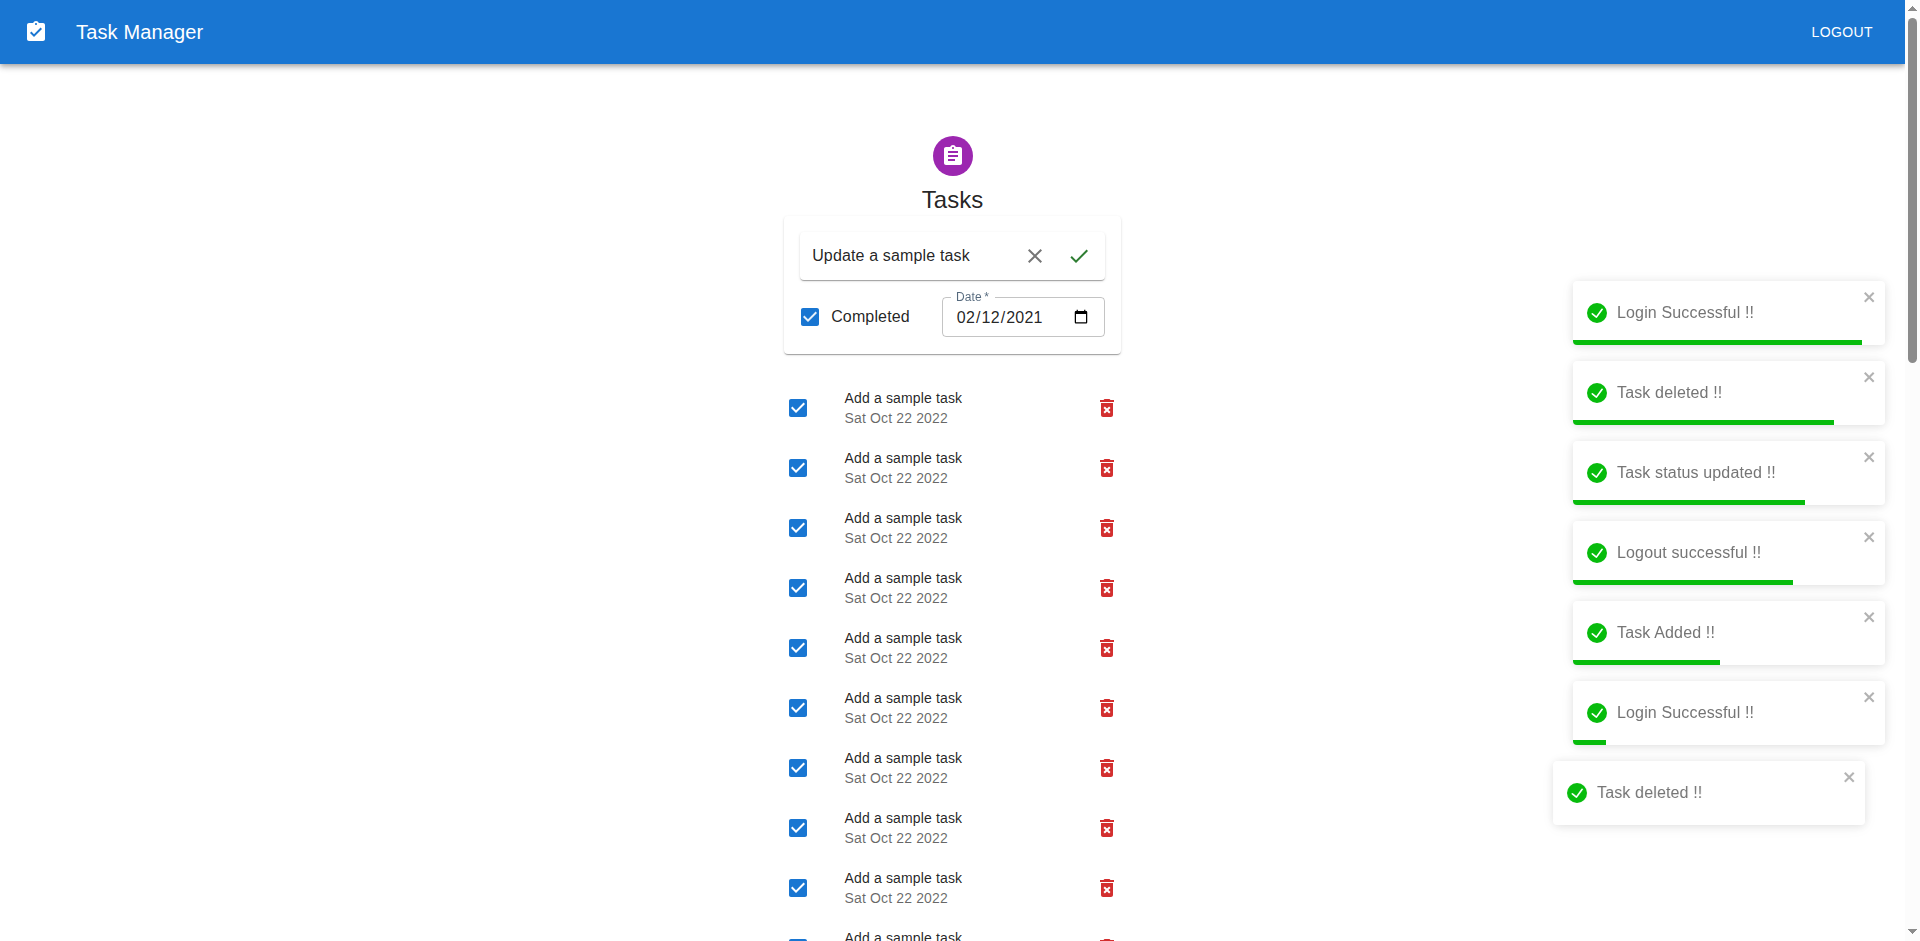 Task Manager
LOGOUT
Tasks
Update a sample task
Date *
Completed
02/12/2021
Add a sample task
Sat Oct 22 2022
Add a sample task
Sat Oct 22 2022
Add a sample task
Sat Oct 22 2022
Add a sample task
Sat Oct 22 2022
Add a sample task
Sat Oct 22 2022
Add a sample task
Sat Oct 22 2022
Add a sample task
Sat Oct 22 2022
Add a sample task
Sat Oct 22 2022
Add a sample task
Sat Oct 22 2022
Add a sample task
Login Successful !!
Task deleted !!
Task status updated !!
Logout successful !!
Task Added !!
Login Successful !!
Task deleted !!